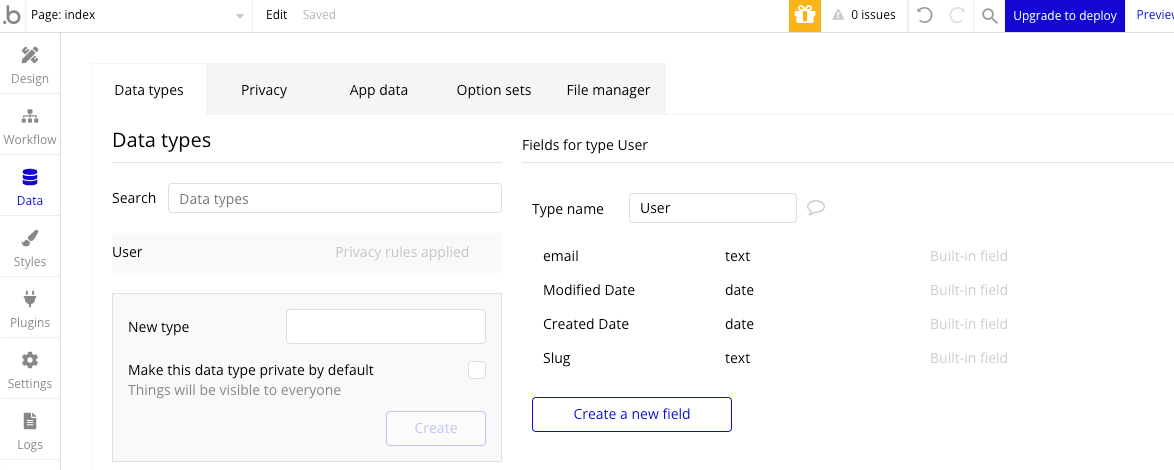 .b Page: index Edit Saved 0 issues Upgrade to deploy
Design
Workflow
Data
Styles
Plugins
Settings
Logs
Data types Privacy App data Option sets File manager
Data types
Search Data types
User Privacy rules applied
New type
Make this data type private by default
Things will be visible to everyone
Create
Fields for type User
Type name User
email text Built-in field
Modified Date date Built-in field
Created Date date Built-in field
Slug text Built-in field
Create a new field